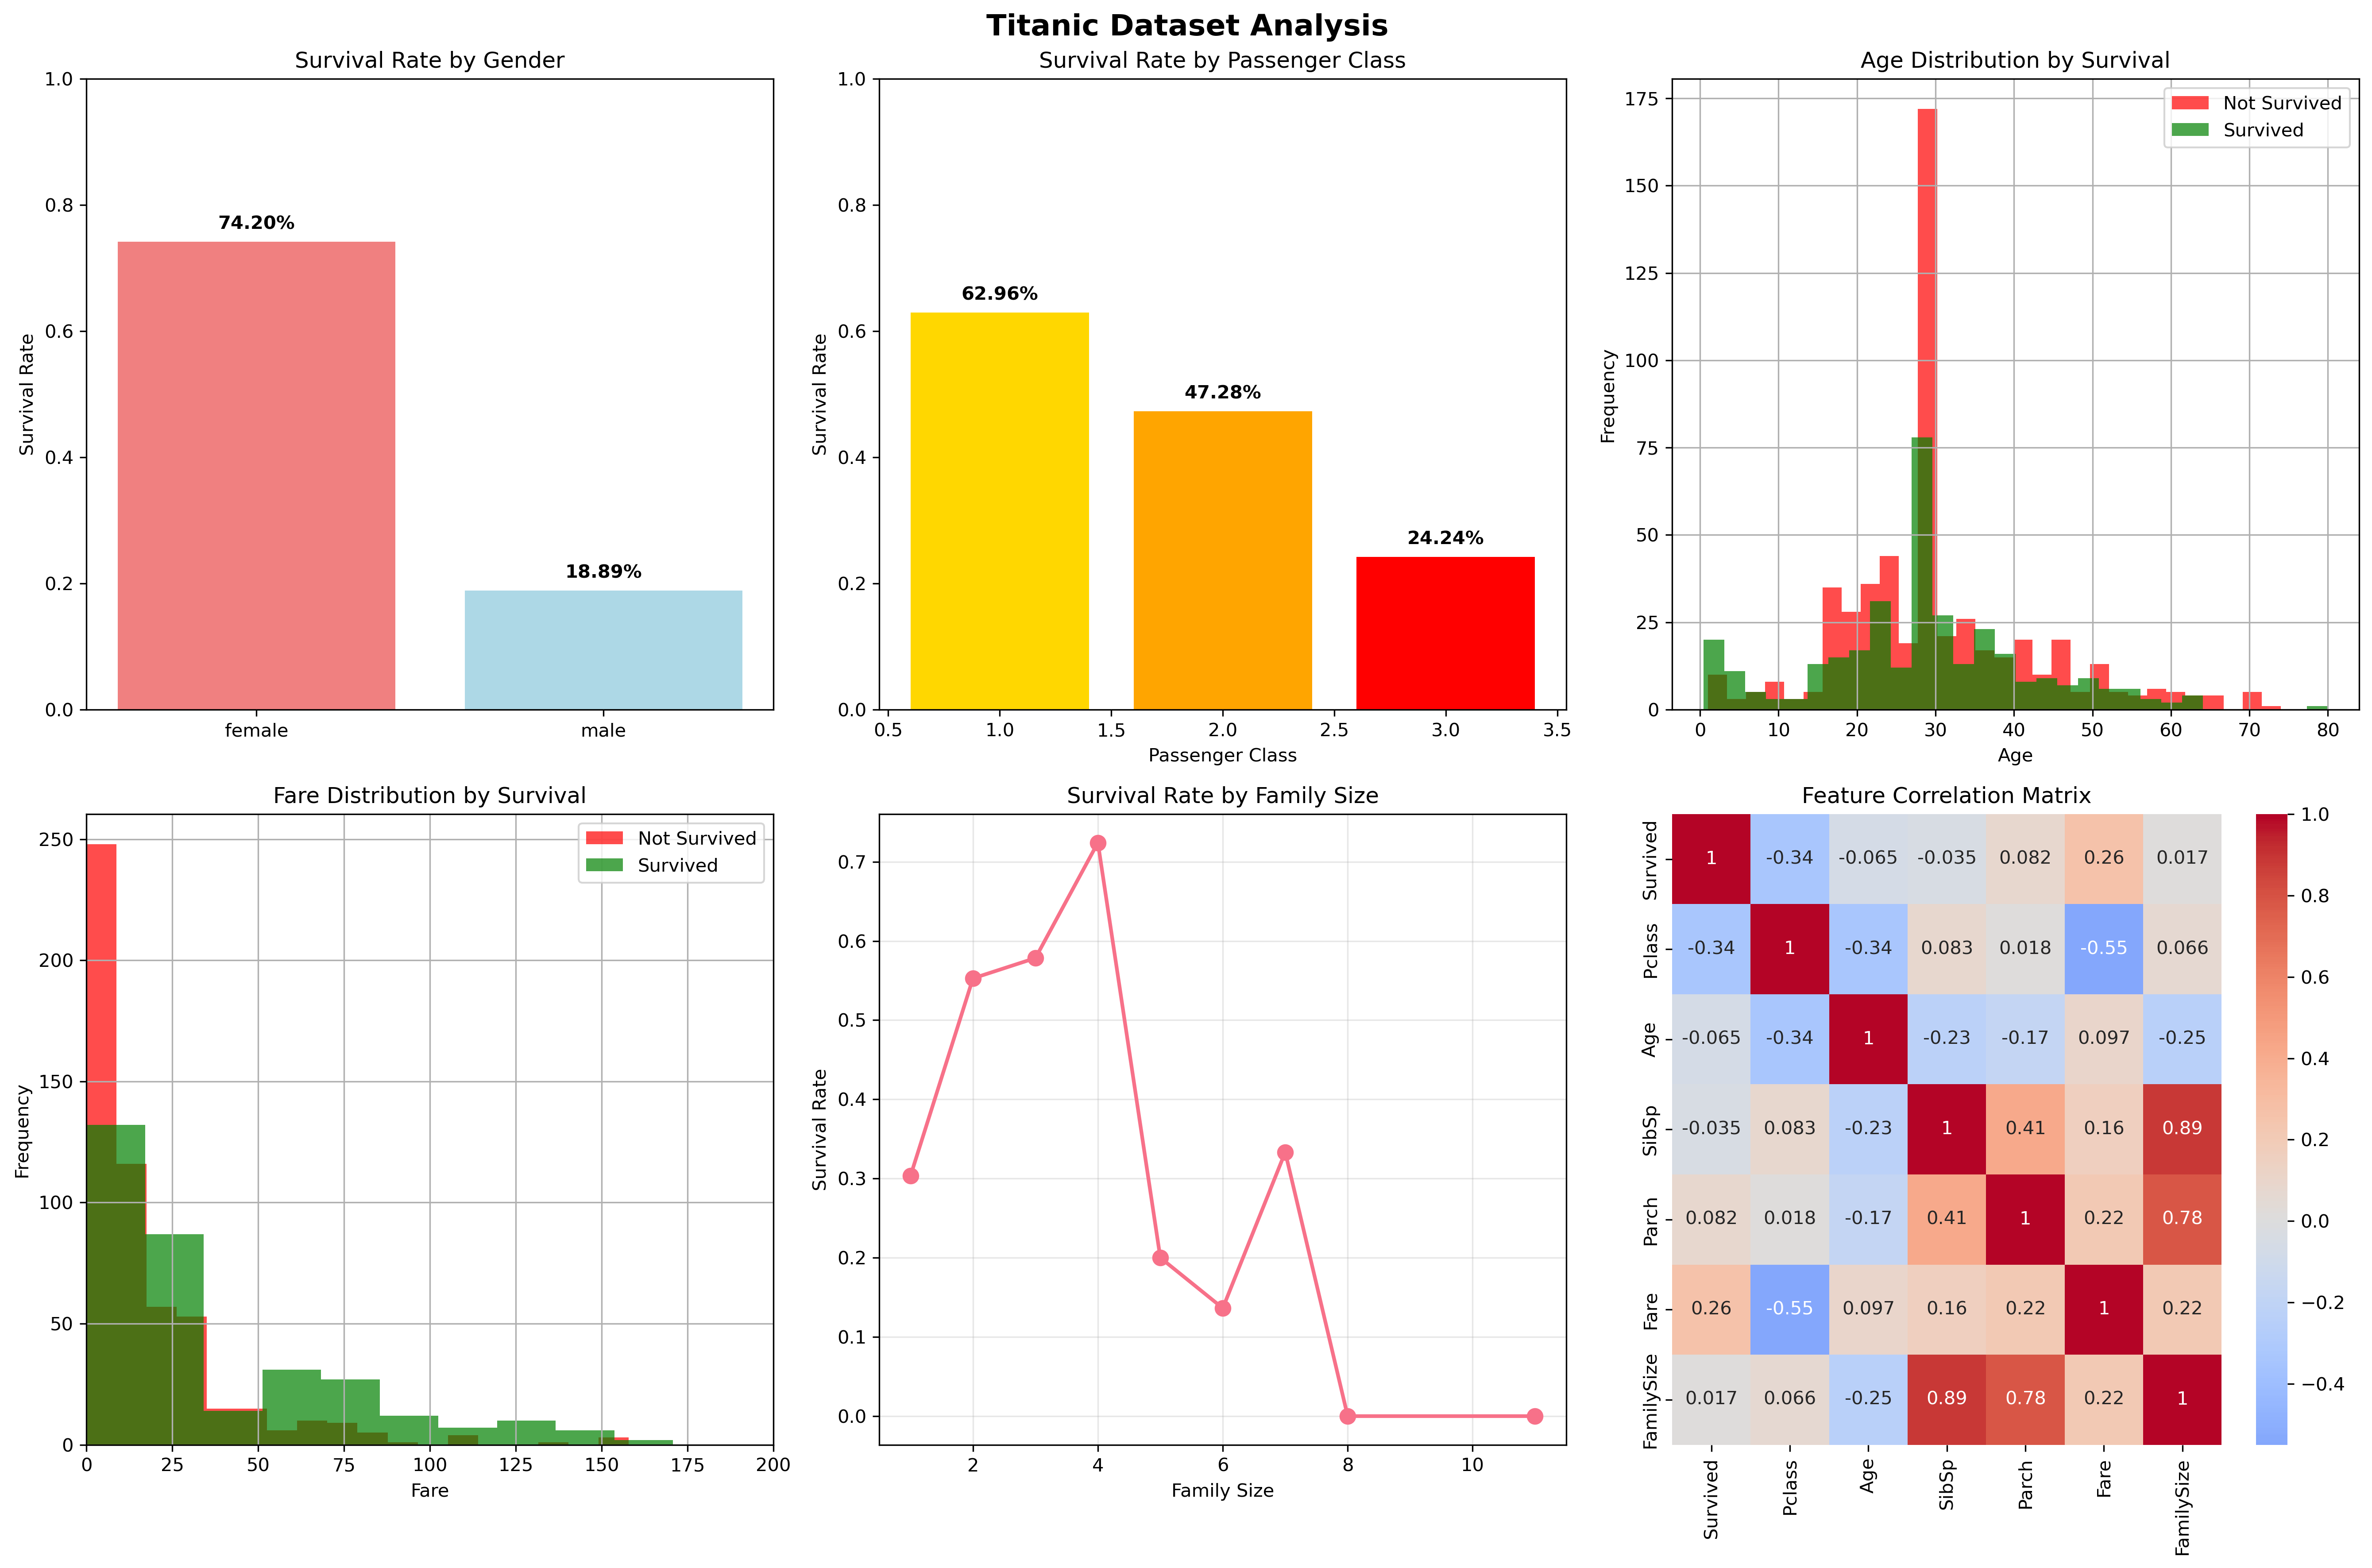 Titanic Dataset Analysis
Survival Rate by Gender
1.0
0.8
0.6
0.4
0.2
0.0
Survival Rate
74.20%
18.89%
female
male
Survival Rate by Passenger Class
1.0
0.8
0.6
0.4
0.2
0.0
Survival Rate
62.96%
47.28%
24.24%
0.5 1.0 1.5 2.0 2.5 3.0 3.5
Passenger Class
Age Distribution by Survival
175
150
125
100
75
50
25
0
Frequency
Not Survived
Survived
0 10 20 30 40 50 60 70 80
Age
Fare Distribution by Survival
250
200
150
100
50
0
Frequency
Not Survived
Survived
0 25 50 75 100 125 150 175 200
Fare
Survival Rate by Family Size
0.7
0.6
0.5
0.4
0.3
0.2
0.1
0.0
Survival Rate
2 4 6 8 10
Family Size
Feature Correlation Matrix
Survived 1 -0.34 -0.065 -0.035 0.082 0.26 0.017
Pclass -0.34 1 -0.34 0.083 0.018 -0.55 0.066
Age -0.065 -0.34 1 -0.23 -0.17 0.097 -0.25
SibSp -0.035 0.083 -0.23 1 0.41 0.16 0.89
Parch 0.082 0.018 -0.17 0.41 1 0.22 0.78
Fare 0.26 -0.55 0.097 0.16 0.22 1 0.22
FamilySize 0.017 0.066 -0.25 0.89 0.78 0.22 1
Survived Pclass Age SibSp Parch Fare FamilySize
1.0
0.8
0.6
0.4
0.2
0.0
−0.2
−0.4